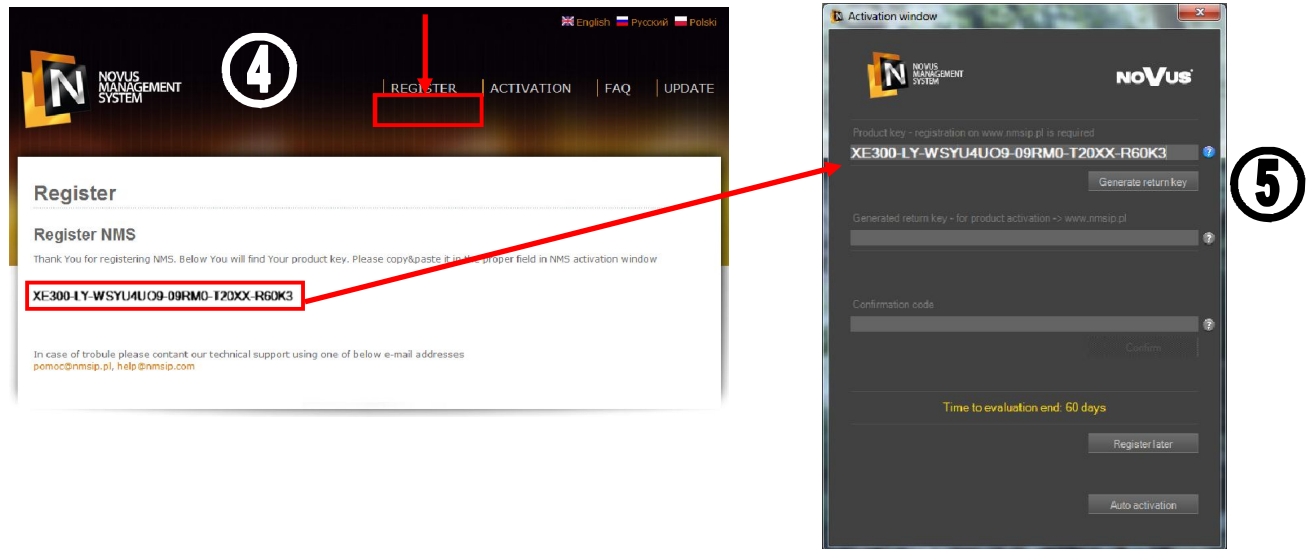 English Русский Polski
4
NOVUS
MANAGEMENT
SYSTEM
REGISTER ACTIVATION FAQ UPDATE
Register
Register NMS
Thank You for registering NMS. Below You will find Your product key. Please copy&paste it in the proper field in NMS activation window
XE300-LY-WSYU4UO9-09RM0-T20XX-R60K3
In case of trobule please contant our technical support using one of below e-mail addresses
pomoc@nmsip.pl, help@nmsip.com
Activation window
NOVUS
MANAGEMENT
SYSTEM
NOVUS
Product key - registration on www.nmsip.pl is required
XE300-LY-WSYU4UO9-09RM0-T20XX-R60K3
Generate return key
5
Generated return key - for product activation -> www.nmsip.pl
Confirmation code
Confirm
Time to evaluation end: 60 days
Register later
Auto activation